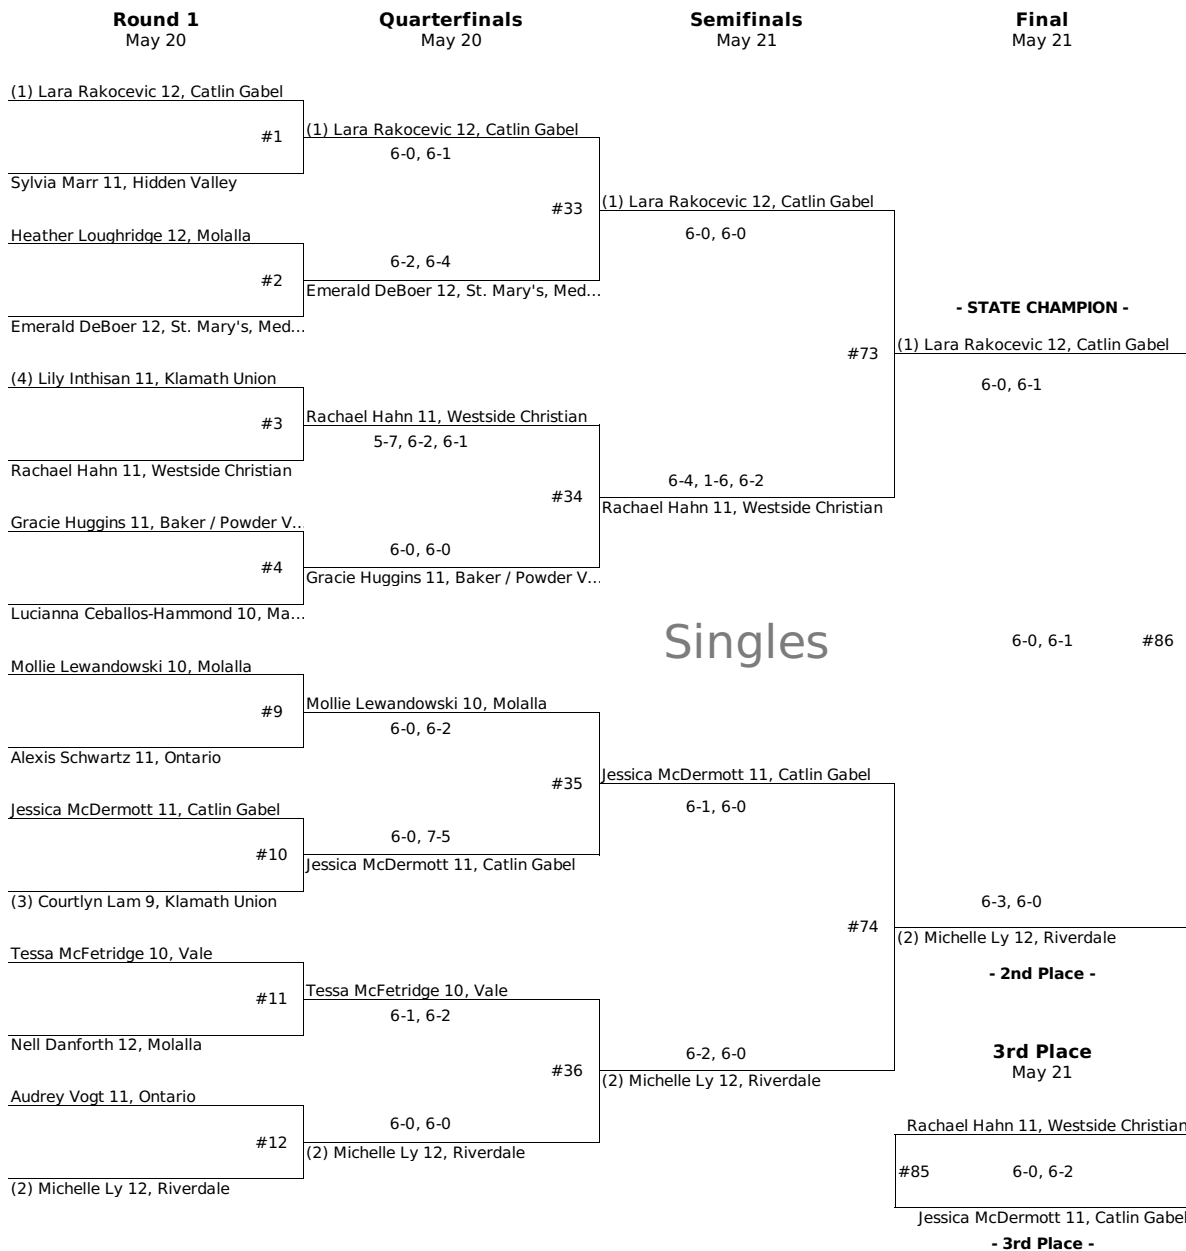 Round 1
May 20
Quarterfinals
May 20
Semifinals
May 21
Final
May 21
(1) Lara Rakocevic 12, Catlin Gabel
#1
Sylvia Marr 11, Hidden Valley
Heather Loughridge 12, Molalla
#2
Emerald DeBoer 12, St. Mary's, Med...
(4) Lily Inthisan 11, Klamath Union
#3
Rachael Hahn 11, Westside Christian
Gracie Huggins 11, Baker / Powder V...
#4
Lucianna Ceballos-Hammond 10, Ma...
Mollie Lewandowski 10, Molalla
#9
Alexis Schwartz 11, Ontario
Jessica McDermott 11, Catlin Gabel
#10
(3) Courtlyn Lam 9, Klamath Union
Tessa McFetridge 10, Vale
#11
Nell Danforth 12, Molalla
Audrey Vogt 11, Ontario
#12
(2) Michelle Ly 12, Riverdale
(1) Lara Rakocevic 12, Catlin Gabel
6-0, 6-1
#33
6-2, 6-4
Emerald DeBoer 12, St. Mary's, Med...
Rachael Hahn 11, Westside Christian
5-7, 6-2, 6-1
#34
6-0, 6-0
Gracie Huggins 11, Baker / Powder V...
Mollie Lewandowski 10, Molalla
6-0, 6-2
#35
6-0, 7-5
Jessica McDermott 11, Catlin Gabel
Tessa McFetridge 10, Vale
6-1, 6-2
#36
6-0, 6-0
(2) Michelle Ly 12, Riverdale
(1) Lara Rakocevic 12, Catlin Gabel
6-0, 6-0
#73
6-4, 1-6, 6-2
Rachael Hahn 11, Westside Christian
Singles
Jessica McDermott 11, Catlin Gabel
6-1, 6-0
#74
6-2, 6-0
(2) Michelle Ly 12, Riverdale
- STATE CHAMPION -
(1) Lara Rakocevic 12, Catlin Gabel
6-0, 6-1
6-0, 6-1 #86
6-3, 6-0
(2) Michelle Ly 12, Riverdale
- 2nd Place -
3rd Place
May 21
Rachael Hahn 11, Westside Christian
#85 6-0, 6-2
Jessica McDermott 11, Catlin Gabel
- 3rd Place -